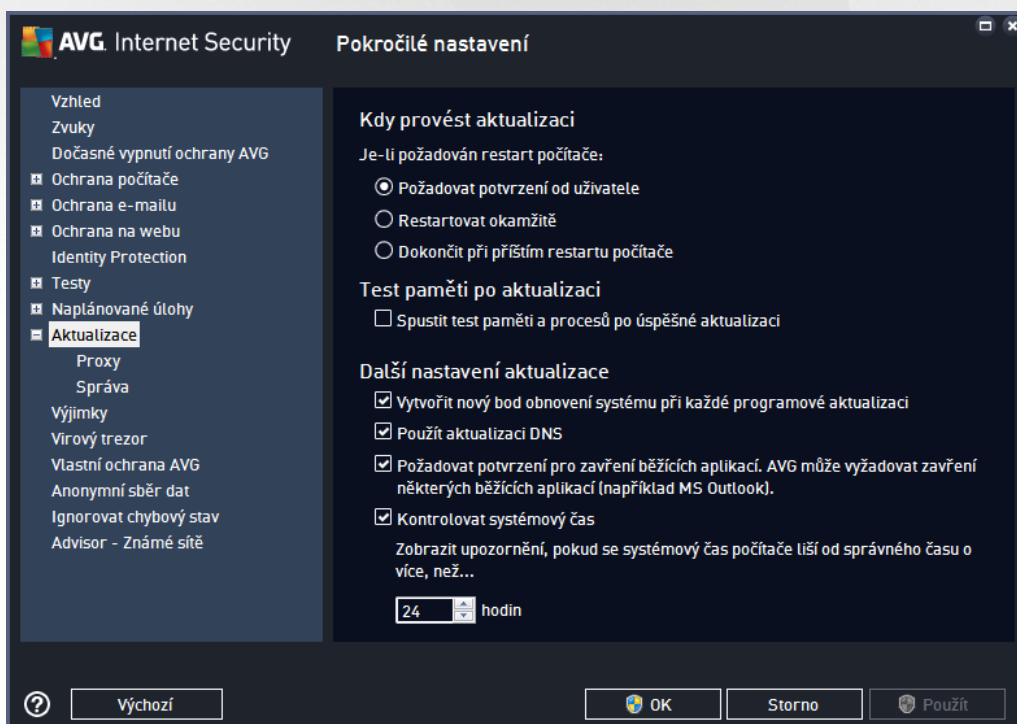 AVG. Internet Security
Pokročilé nastavení
Vzhled
Zvuky
Dočasné vypnutí ochrany AVG
Ochrana počítače
Ochrana e-mailu
Ochrana na webu
Identity Protection
Testy
Naplánované úlohy
Aktualizace
Proxy
Správa
Výjimky
Virový trezor
Vlastní ochrana AVG
Anonymní sběr dat
Ignorovat chybový stav
Advisor - Známé sítě
Kdy provést aktualizaci
Je-li požadován restart počítače:
Požadovat potvrzení od uživatele
Restartovat okamžitě
Dokončit při příštím restartu počítače
Test paměti po aktualizaci
Spustit test paměti a procesů po úspěšné aktualizaci
Další nastavení aktualizace
Vytvořit nový bod obnovení systému při každé programové aktualizaci
Použít aktualizaci DNS
Požadovat potvrzení pro zavření běžících aplikací. AVG může vyžadovat zavření
některých běžících aplikací (například MS Outlook).
Kontrolovat systémový čas
Zobrazit upozornění, pokud se systémový čas počítače liší od správného času o
více, než...
24 hodin
Výchozí
OK
Storno
Použít